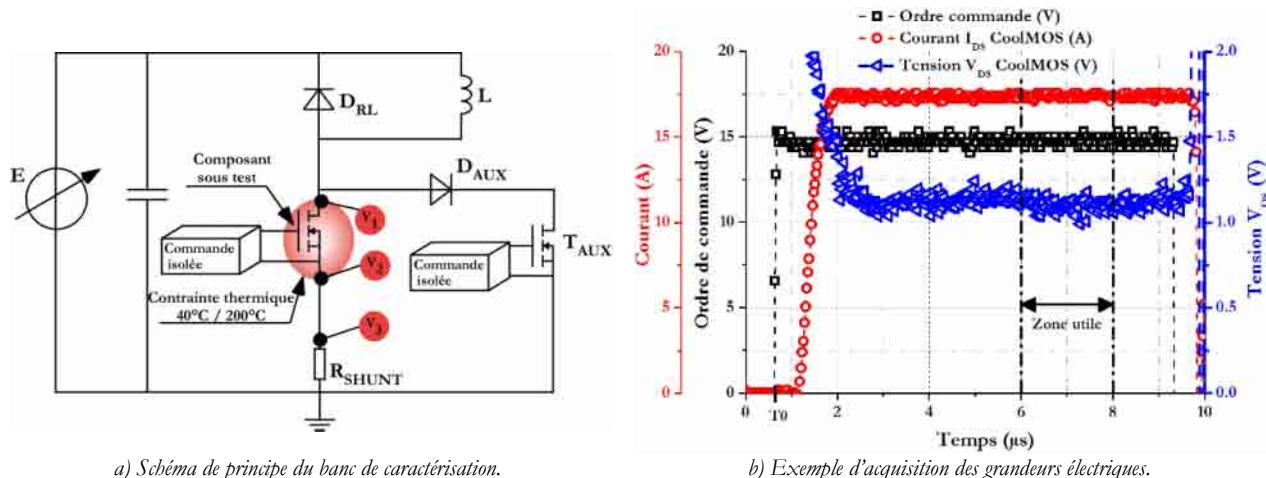 E
D_RL
L
Composant
sous test
D_AUX
V_1
Commande
isolée
V_2
Commande
isolée
T_AUX
Contrainte thermique
40°C / 200°C
V_3
R_SHUNT
a) Schéma de principe du banc de caractérisation.
Ordre commande (V)
Courant I_DS CoolMOS (A)
Tension V_DS CoolMOS (V)
20
15
10
5
0
Courant (A)
20
15
10
5
0
Ordre de commande (V)
2.0
1.5
1.0
0.5
0.0
Tension V_DS (V)
Zone utile
0
T0
2
4
6
8
10
Temps (µs)
b) Exemple d'acquisition des grandeurs électriques.